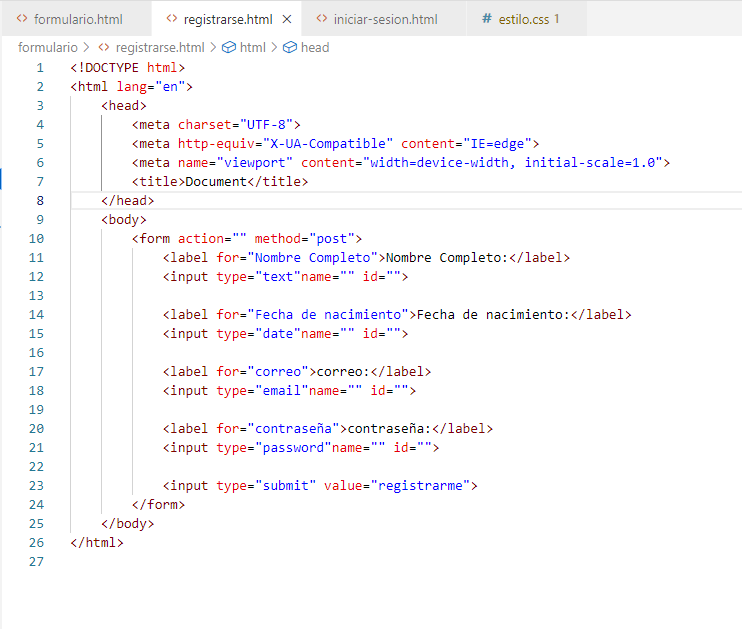 formulario.html registrarse.html iniciar-sesion.html # estilo.css 1
formulario > registrarse.html > html > head
1 <!DOCTYPE html>
2 <html lang="en">
3 <head>
4 <meta charset="UTF-8">
5 <meta http-equiv="X-UA-Compatible" content="IE=edge">
6 <meta name="viewport" content="width=device-width, initial-scale=1.0">
7 <title>Document</title>
8 </head>
9 <body>
10 <form action="" method="post">
11 <label for="Nombre Completo">Nombre Completo:</label>
12 <input type="text"name="" id="">
13
14 <label for="Fecha de nacimiento">Fecha de nacimiento:</label>
15 <input type="date"name="" id="">
16
17 <label for="correo">correo:</label>
18 <input type="email"name="" id="">
19
20 <label for="contraseña">contraseña:</label>
21 <input type="password"name="" id="">
22
23 <input type="submit" value="registrarme">
24 </form>
25 </body>
26 </html>
27